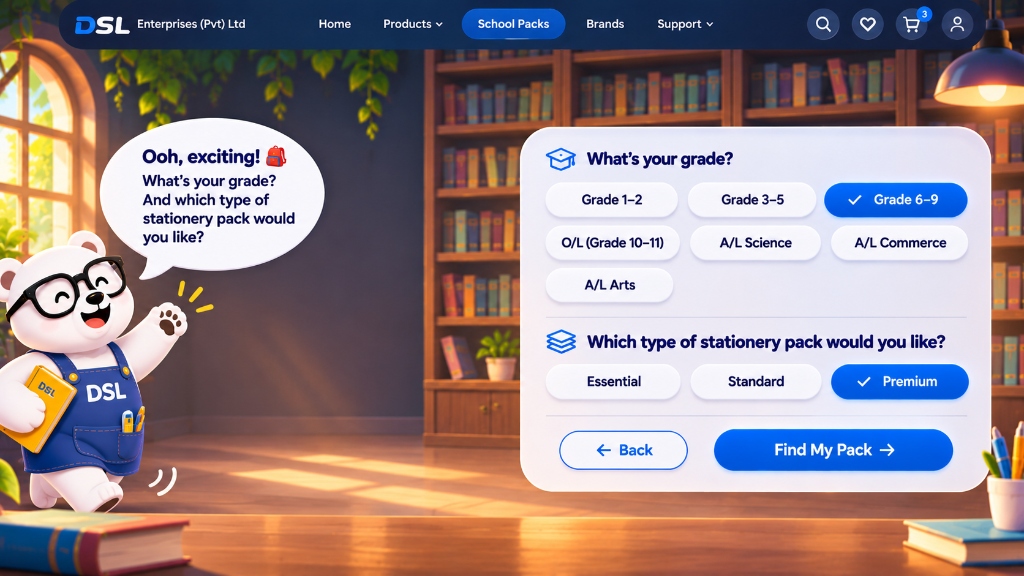 DSL Enterprises (Pvt) Ltd
Home
Products
School Packs
Brands
Support
3
Ooh, exciting!
What's your grade?
And which type of
stationery pack would
you like?
DSL
DSL
What's your grade?
Grade 1–2
Grade 3–5
Grade 6–9
O/L (Grade 10–11)
A/L Science
A/L Commerce
A/L Arts
Which type of stationery pack would you like?
Essential
Standard
Premium
← Back
Find My Pack →